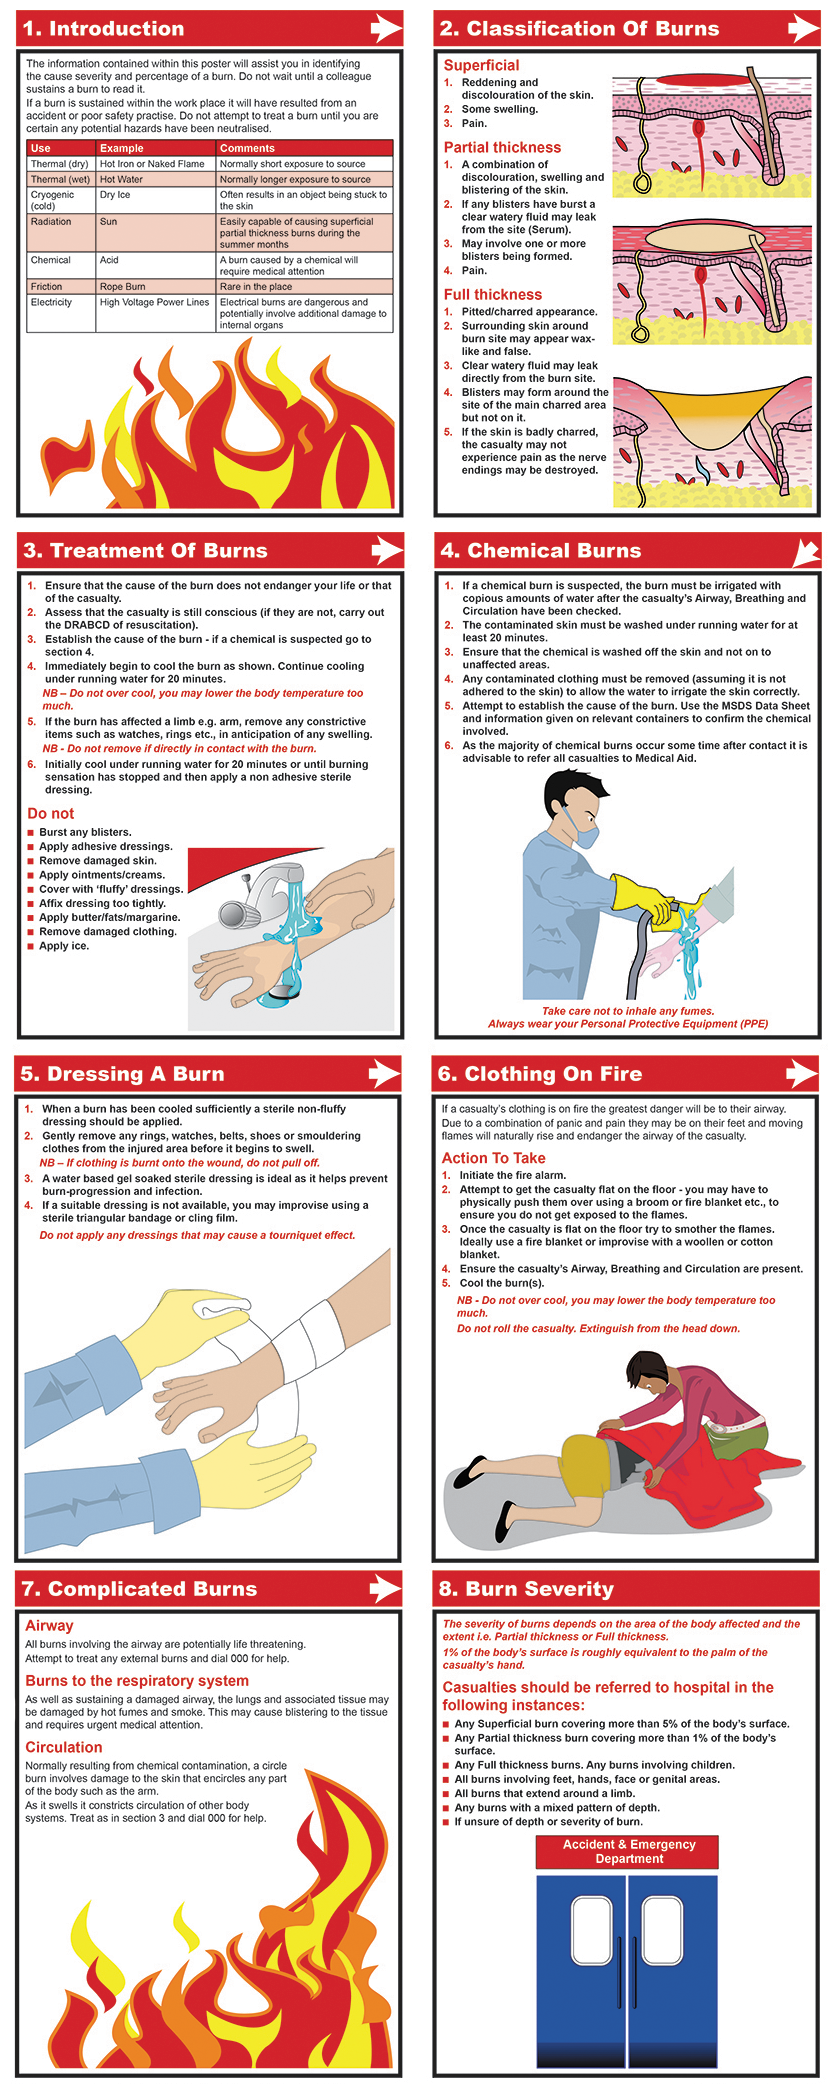 1. Introduction
The information contained within this poster will assist you in identifying
the cause severity and percentage of a burn. Do not wait until a colleague
sustains a burn to read it.
If a burn is sustained within the work place it will have resulted from an
accident or poor safety practise. Do not attempt to treat a burn until you are
certain any potential hazards have been neutralised.
Use Example Comments
Thermal (dry) Hot Iron or Naked Flame Normally short exposure to source
Thermal (wet) Hot Water Normally longer exposure to source
Cryogenic Dry Ice Often results in an object being stuck to
(cold) the skin
Radiation Sun Easily capable of causing superficial
partial thickness burns during the
summer months
Chemical Acid A burn caused by a chemical will
require medical attention
Friction Rope Burn Rare in the place
Electricity High Voltage Power Lines Electrical burns are dangerous and
potentially involve additional damage to
internal organs
2. Classification Of Burns
Superficial
1. Reddening and
discolouration of the skin.
2. Some swelling.
3. Pain.
Partial thickness
1. A combination of
discolouration, swelling and
blistering of the skin.
2. If any blisters have burst a
clear watery fluid may leak
from the site (Serum).
3. May involve one or more
blisters being formed.
4. Pain.
Full thickness
1. Pitted/charred appearance.
2. Surrounding skin around
burn site may appear wax-
like and false.
3. Clear watery fluid may leak
directly from the burn site.
4. Blisters may form around the
site of the main charred area
but not on it.
5. If the skin is badly charred,
the casualty may not
experience pain as the nerve
endings may be destroyed.
3. Treatment Of Burns
1. Ensure that the cause of the burn does not endanger your life or that
of the casualty.
2. Assess that the casualty is still conscious (if they are not, carry out
the DRABCD of resuscitation).
3. Establish the cause of the burn - if a chemical is suspected go to
section 4.
4. Immediately begin to cool the burn as shown. Continue cooling
under running water for 20 minutes.
NB – Do not over cool, you may lower the body temperature too
much.
5. If the burn has affected a limb e.g. arm, remove any constrictive
items such as watches, rings etc., in anticipation of any swelling.
NB - Do not remove if directly in contact with the burn.
6. Initially cool under running water for 20 minutes or until burning
sensation has stopped and then apply a non adhesive sterile
dressing.
Do not
Burst any blisters.
Apply adhesive dressings.
Remove damaged skin.
Apply ointments/creams.
Cover with 'fluffy' dressings.
Affix dressing too tightly.
Apply butter/fats/margarine.
Remove damaged clothing.
Apply ice.
4. Chemical Burns
1. If a chemical burn is suspected, the burn must be irrigated with
copious amounts of water after the casualty's Airway, Breathing and
Circulation have been checked.
2. The contaminated skin must be washed under running water for at
least 20 minutes.
3. Ensure that the chemical is washed off the skin and not on to
unaffected areas.
4. Any contaminated clothing must be removed (assuming it is not
adhered to the skin) to allow the water to irrigate the skin correctly.
5. Attempt to establish the cause of the burn. Use the MSDS Data Sheet
and information given on relevant containers to confirm the chemical
involved.
6. As the majority of chemical burns occur some time after contact it is
advisable to refer all casualties to Medical Aid.
Take care not to inhale any fumes.
Always wear your Personal Protective Equipment (PPE)
5. Dressing A Burn
1. When a burn has been cooled sufficiently a sterile non-fluffy
dressing should be applied.
2. Gently remove any rings, watches, belts, shoes or smouldering
clothes from the injured area before it begins to swell.
NB – If clothing is burnt onto the wound, do not pull off.
3. A water based gel soaked sterile dressing is ideal as it helps prevent
burn-progression and infection.
4. If a suitable dressing is not available, you may improvise using a
sterile triangular bandage or cling film.
Do not apply any dressings that may cause a tourniquet effect.
6. Clothing On Fire
If a casualty's clothing is on fire the greatest danger will be to their airway.
Due to a combination of panic and pain they may be on their feet and moving
flames will naturally rise and endanger the airway of the casualty.
Action To Take
1. Initiate the fire alarm.
2. Attempt to get the casualty flat on the floor - you may have to
physically push them over using a broom or fire blanket etc., to
ensure you do not get exposed to the flames.
3. Once the casualty is flat on the floor try to smother the flames.
Ideally use a fire blanket or improvise with a woollen or cotton
blanket.
4. Ensure the casualty's Airway, Breathing and Circulation are present.
5. Cool the burn(s).
NB - Do not over cool, you may lower the body temperature too
much.
Do not roll the casualty. Extinguish from the head down.
7. Complicated Burns
Airway
All burns involving the airway are potentially life threatening.
Attempt to treat any external burns and dial 000 for help.
Burns to the respiratory system
As well as sustaining a damaged airway, the lungs and associated tissue may
be damaged by hot fumes and smoke. This may cause blistering to the tissue
and requires urgent medical attention.
Circulation
Normally resulting from chemical contamination, a circle
burn involves damage to the skin that encircles any part
of the body such as the arm.
As it swells it constricts circulation of other body
systems. Treat as in section 3 and dial 000 for help.
8. Burn Severity
The severity of burns depends on the area of the body affected and the
extent i.e. Partial thickness or Full thickness.
1% of the body's surface is roughly equivalent to the palm of the
casualty's hand.
Casualties should be referred to hospital in the
following instances:
Any Superficial burn covering more than 5% of the body's surface.
Any Partial thickness burn covering more than 1% of the body's
surface.
Any Full thickness burns. Any burns involving children.
All burns involving feet, hands, face or genital areas.
All burns that extend around a limb.
Any burns with a mixed pattern of depth.
If unsure of depth or severity of burn.
Accident & Emergency
Department